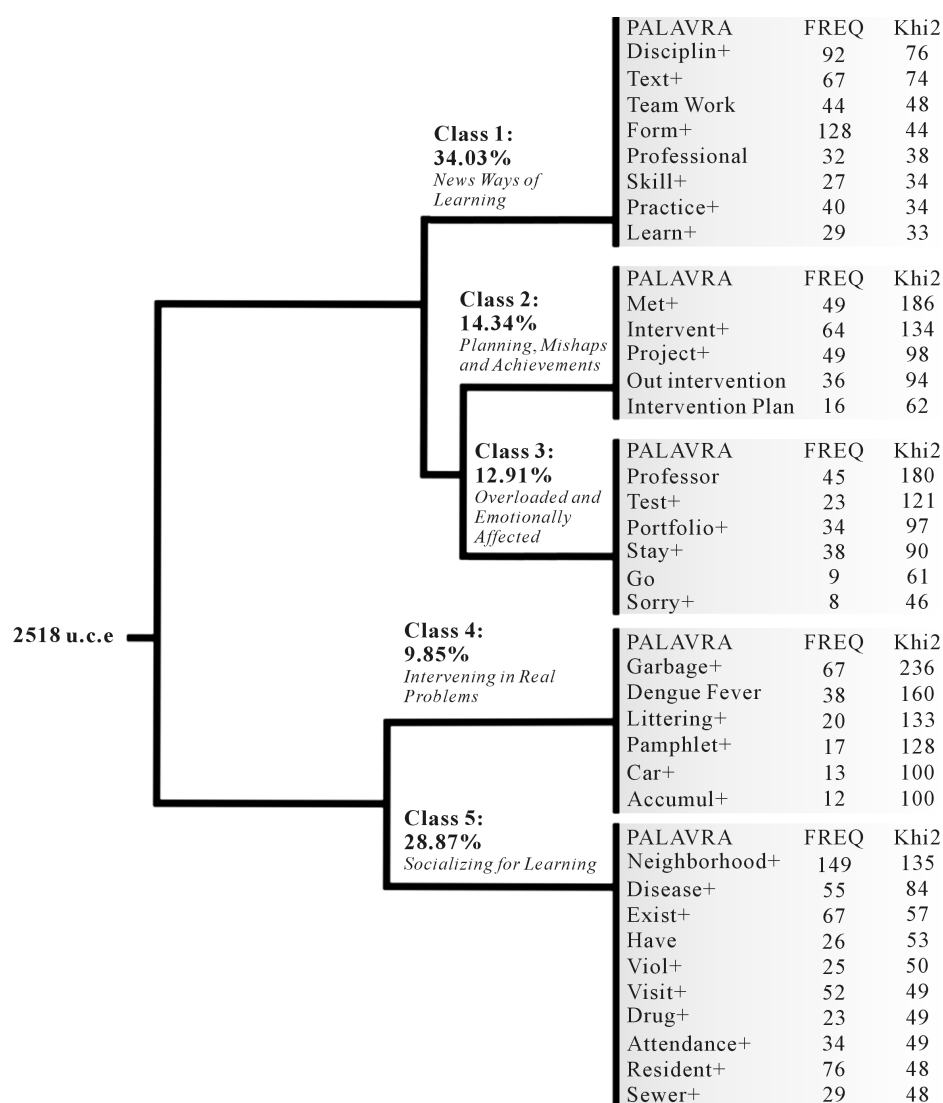 PALAVRA FREQ Khi2
Disciplin+ 92 76
Text+ 67 74
Team Work 44 48
Form+ 128 44
Professional 32 38
Skill+ 27 34
Practice+ 40 34
Learn+ 29 33
Class 1:
34.03%
News Ways of
Learning
PALAVRA FREQ Khi2
Met+ 49 186
Intervent+ 64 134
Project+ 49 98
Out intervention 36 94
Intervention Plan 16 62
Class 2:
14.34%
Planning, Mishaps
and Achievements
PALAVRA FREQ Khi2
Professor 45 180
Test+ 23 121
Portfolio+ 34 97
Stay+ 38 90
Go 9 61
Sorry+ 8 46
Class 3:
12.91%
Overloaded and
Emotionally
Affected
2518 u.c.e
PALAVRA FREQ Khi2
Garbage+ 67 236
Dengue Fever 38 160
Littering+ 20 133
Pamphlet+ 17 128
Car+ 13 100
Accumul+ 12 100
Class 4:
9.85%
Intervening in Real
Problems
PALAVRA FREQ Khi2
Neighborhood+ 149 135
Disease+ 55 84
Exist+ 67 57
Have 26 53
Viol+ 25 50
Visit+ 52 49
Drug+ 23 49
Attendance+ 34 49
Resident+ 76 48
Sewer+ 29 48
Class 5:
28.87%
Socializing for Learning